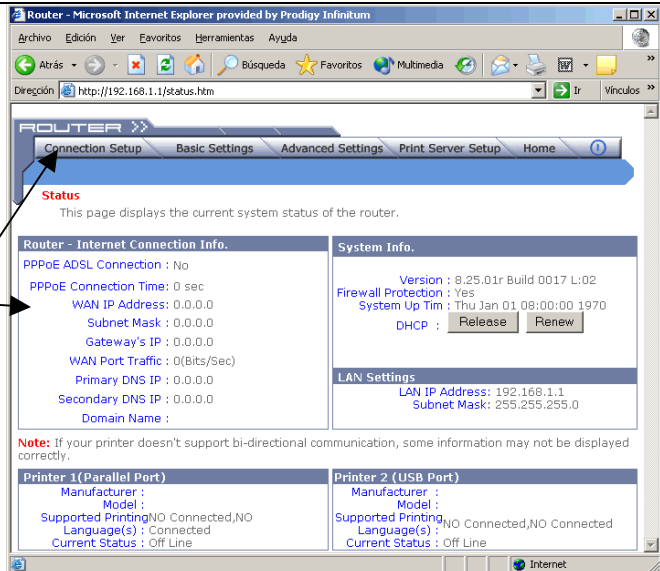 Router - Microsoft Internet Explorer provided by Prodigy Infinitum
Archivo Edición Ver Favoritos Herramientas Ayuda
Atrás Búsqueda Favoritos Multimedia
Dirección http://192.168.1.1/status.htm Ir Vínculos »
ROUTER >>
Connection Setup Basic Settings Advanced Settings Print Server Setup Home
Status
This page displays the current system status of the router.
Router - Internet Connection Info.
PPPoE ADSL Connection : No
PPPoE Connection Time: 0 sec
WAN IP Address: 0.0.0.0
Subnet Mask : 0.0.0.0
Gateway's IP : 0.0.0.0
WAN Port Traffic : 0(Bits/Sec)
Primary DNS IP : 0.0.0.0
Secondary DNS IP : 0.0.0.0
Domain Name :
System Info.
Version : 8.25.01r Build 0017 L:02
Firewall Protection : Yes
System Up Tim : Thu Jan 01 08:00:00 1970
DHCP : Release Renew
LAN Settings
LAN IP Address: 192.168.1.1
Subnet Mask: 255.255.255.0
Note: If your printer doesn't support bi-directional communication, some information may not be displayed
correctly.
Printer 1(Parallel Port)
Manufacturer :
Model :
Supported Printing NO Connected,NO
Language(s) : Connected
Current Status : Off Line
Printer 2 (USB Port)
Manufacturer :
Model :
Supported Printing NO Connected,NO Connected
Language(s) :
Current Status : Off Line
Internet